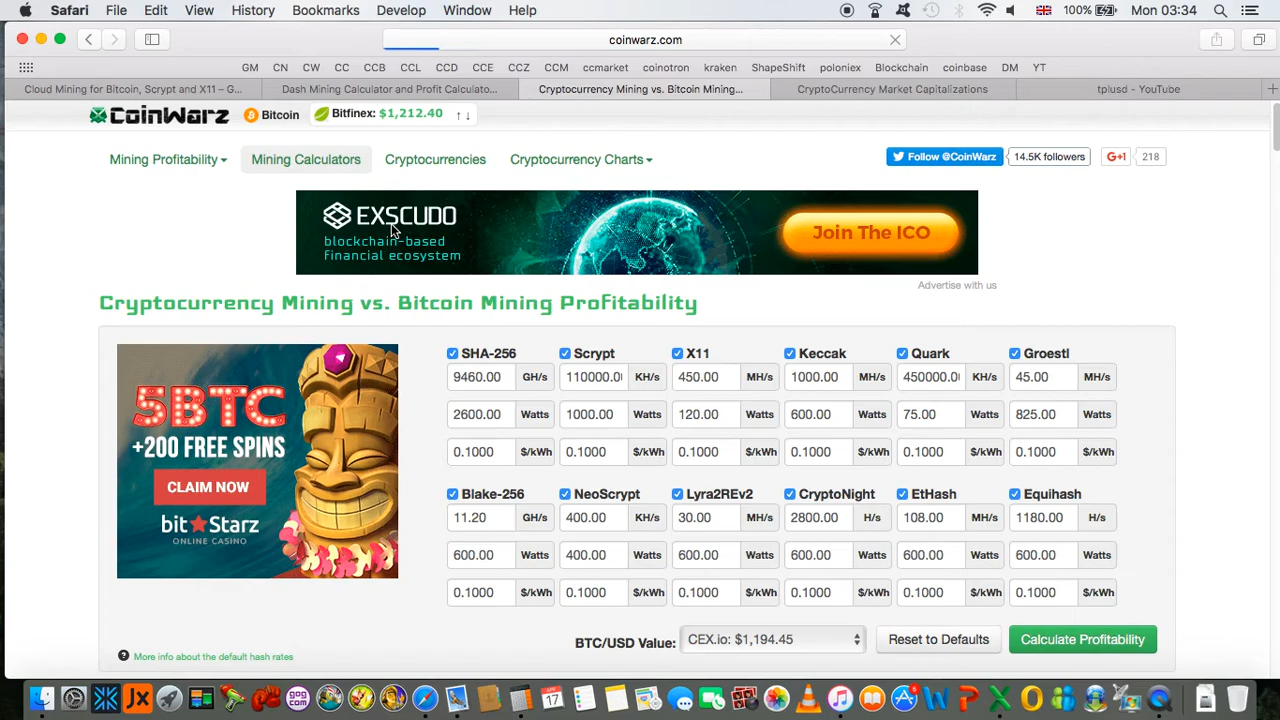 Safari File Edit View History Bookmarks Develop Window Help 100% Mon 03:34
coinwarz.com
GM CN CW CC CCB CCL CCD CCE CCZ CCM ccmarket coinotron kraken ShapeShift poloniex Blockchain coinbase DM YT
Cloud Mining for Bitcoin, Scrypt and X11 – G... Dash Mining Calculator and Profit Calculato... Cryptocurrency Mining vs. Bitcoin Mining... CryptoCurrency Market Capitalizations tplusd - YouTube
CoinWarz Bitcoin Bitfinex: $1,212.40 ↑ ↓
Mining Profitability Mining Calculators Cryptocurrencies Cryptocurrency Charts Follow @CoinWarz 14.5K followers G+1 218
EXSCUDO
blockchain-based
financial ecosystem
Join The ICO
Advertise with us
Cryptocurrency Mining vs. Bitcoin Mining Profitability
5BTC
+200 FREE SPINS
CLAIM NOW
bit★Starz
ONLINE CASINO
SHA-256 Scrypt X11 Keccak Quark Groestl
9460.00 GH/s 110000.0 KH/s 450.00 MH/s 1000.00 MH/s 450000.0 KH/s 45.00 MH/s
2600.00 Watts 1000.00 Watts 120.00 Watts 600.00 Watts 75.00 Watts 825.00 Watts
0.1000 $/kWh 0.1000 $/kWh 0.1000 $/kWh 0.1000 $/kWh 0.1000 $/kWh 0.1000 $/kWh
Blake-256 NeoScrypt Lyra2REv2 CryptoNight EtHash Equihash
11.20 GH/s 400.00 KH/s 30.00 MH/s 2800.00 H/s 108.00 MH/s 1180.00 H/s
600.00 Watts 400.00 Watts 600.00 Watts 600.00 Watts 600.00 Watts 600.00 Watts
0.1000 $/kWh 0.1000 $/kWh 0.1000 $/kWh 0.1000 $/kWh 0.1000 $/kWh 0.1000 $/kWh
BTC/USD Value: CEX.io: $1,194.45 Reset to Defaults Calculate Profitability
More info about the default hash rates
Jx
GOG
COM
17
5